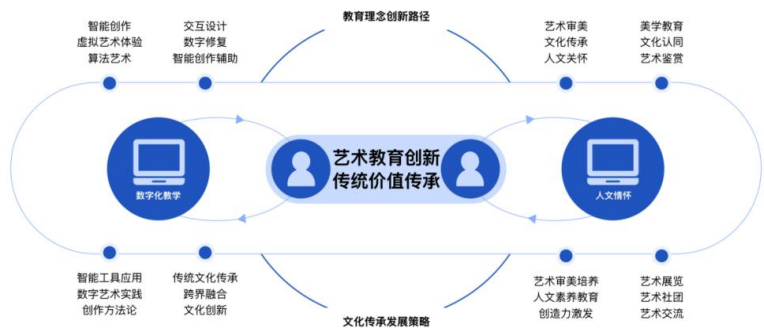 教育理念创新路径
智能创作
虚拟艺术体验
算法艺术
交互设计
数字修复
智能创作辅助
艺术审美
文化传承
人文关怀
美学教育
文化认同
艺术鉴赏
数字化教学
艺术教育创新
传统价值传承
人文情怀
智能工具应用
数字艺术实践
创作方法论
传统文化传承
跨界融合
文化创新
艺术审美培养
人文素养教育
创造力激发
艺术展览
艺术社团
艺术交流
文化传承发展策略